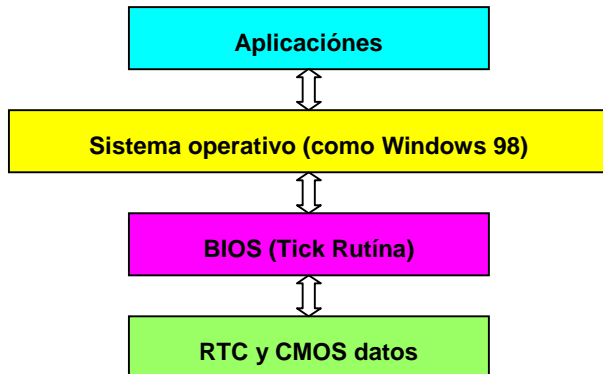 Aplicaciónes
Sistema operativo (como Windows 98)
BIOS (Tick Rutína)
RTC y CMOS datos